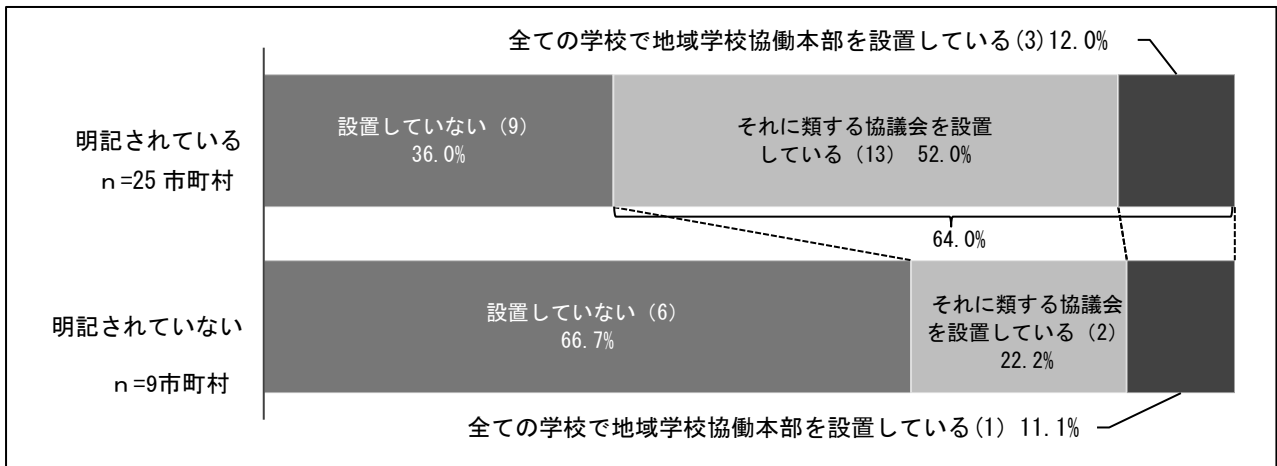 全ての学校で地域学校協働本部を設置している(3)12.0%
明記されている
ｎ=25 市町村
設置していない（9）
36.0%
それに類する協議会を設置
している（13） 52.0%
64.0%
明記されていない
ｎ=9市町村
設置していない（6）
66.7%
それに類する協議会
を設置している（2）
22.2%
全ての学校で地域学校協働本部を設置している(1) 11.1%